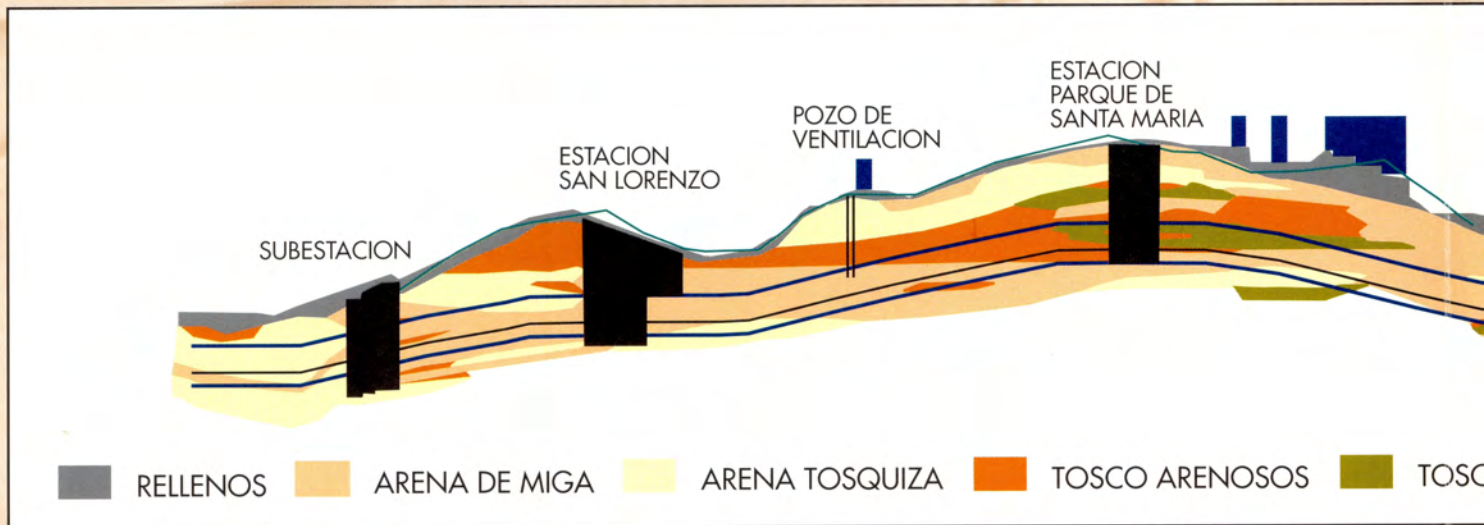 ESTACION
PARQUE DE
SANTA MARIA
POZO DE
VENTILACION
ESTACION
SAN LORENZO
SUBESTACION
RELLENOS
ARENA DE MIGA
ARENA TOSQUIZA
TOSCO ARENOSOS
TOSC